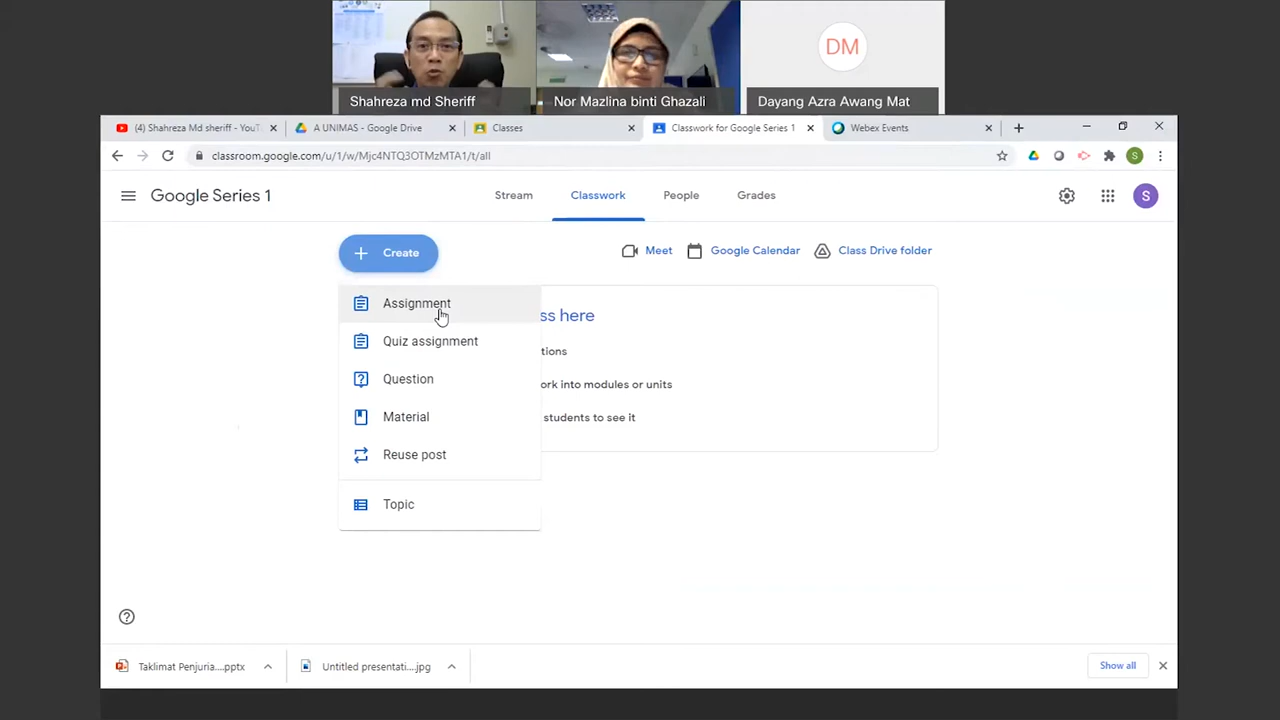 DM
Shahreza md Sheriff
Nor Mazlina binti Ghazali
Dayang Azra Awang Mat
(4) Shahreza Md sheriff - YouT
A UNIMAS - Google Drive
Classes
Classwork for Google Series 1
Webex Events
classroom.google.com/u/1/w/Mjc4NTQ3OTMzMTA1/t/all
S
Google Series 1
Stream
Classwork
People
Grades
S
Create
Meet
Google Calendar
Class Drive folder
Assignment
ss here
Quiz assignment
tions
Question
ork into modules or units
Material
students to see it
Reuse post
Topic
Taklimat Penjuria....pptx
Untitled presentati....jpg
Show all